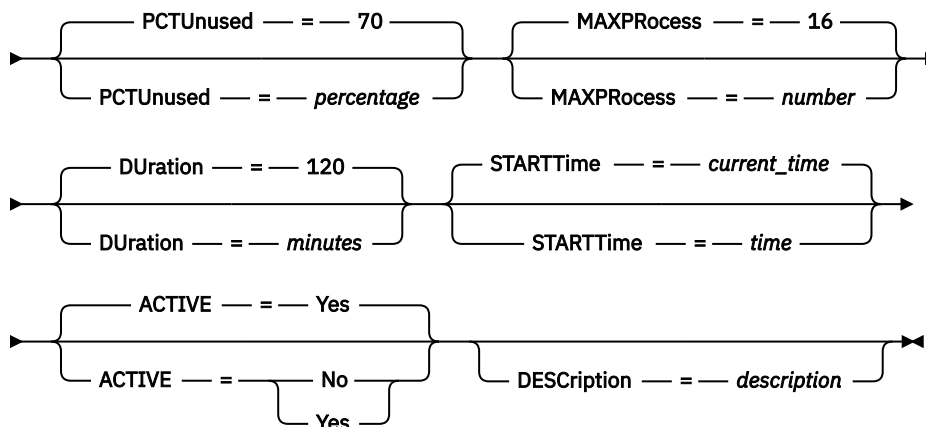 PCTUnused = 70 MAXPRocess = 16
PCTUnused = percentage MAXPRocess = number
DUration = 120 STARTTime = current_time
DUration = minutes STARTTime = time
ACTIVE = Yes
ACTIVE = No DESCription = description
Yes